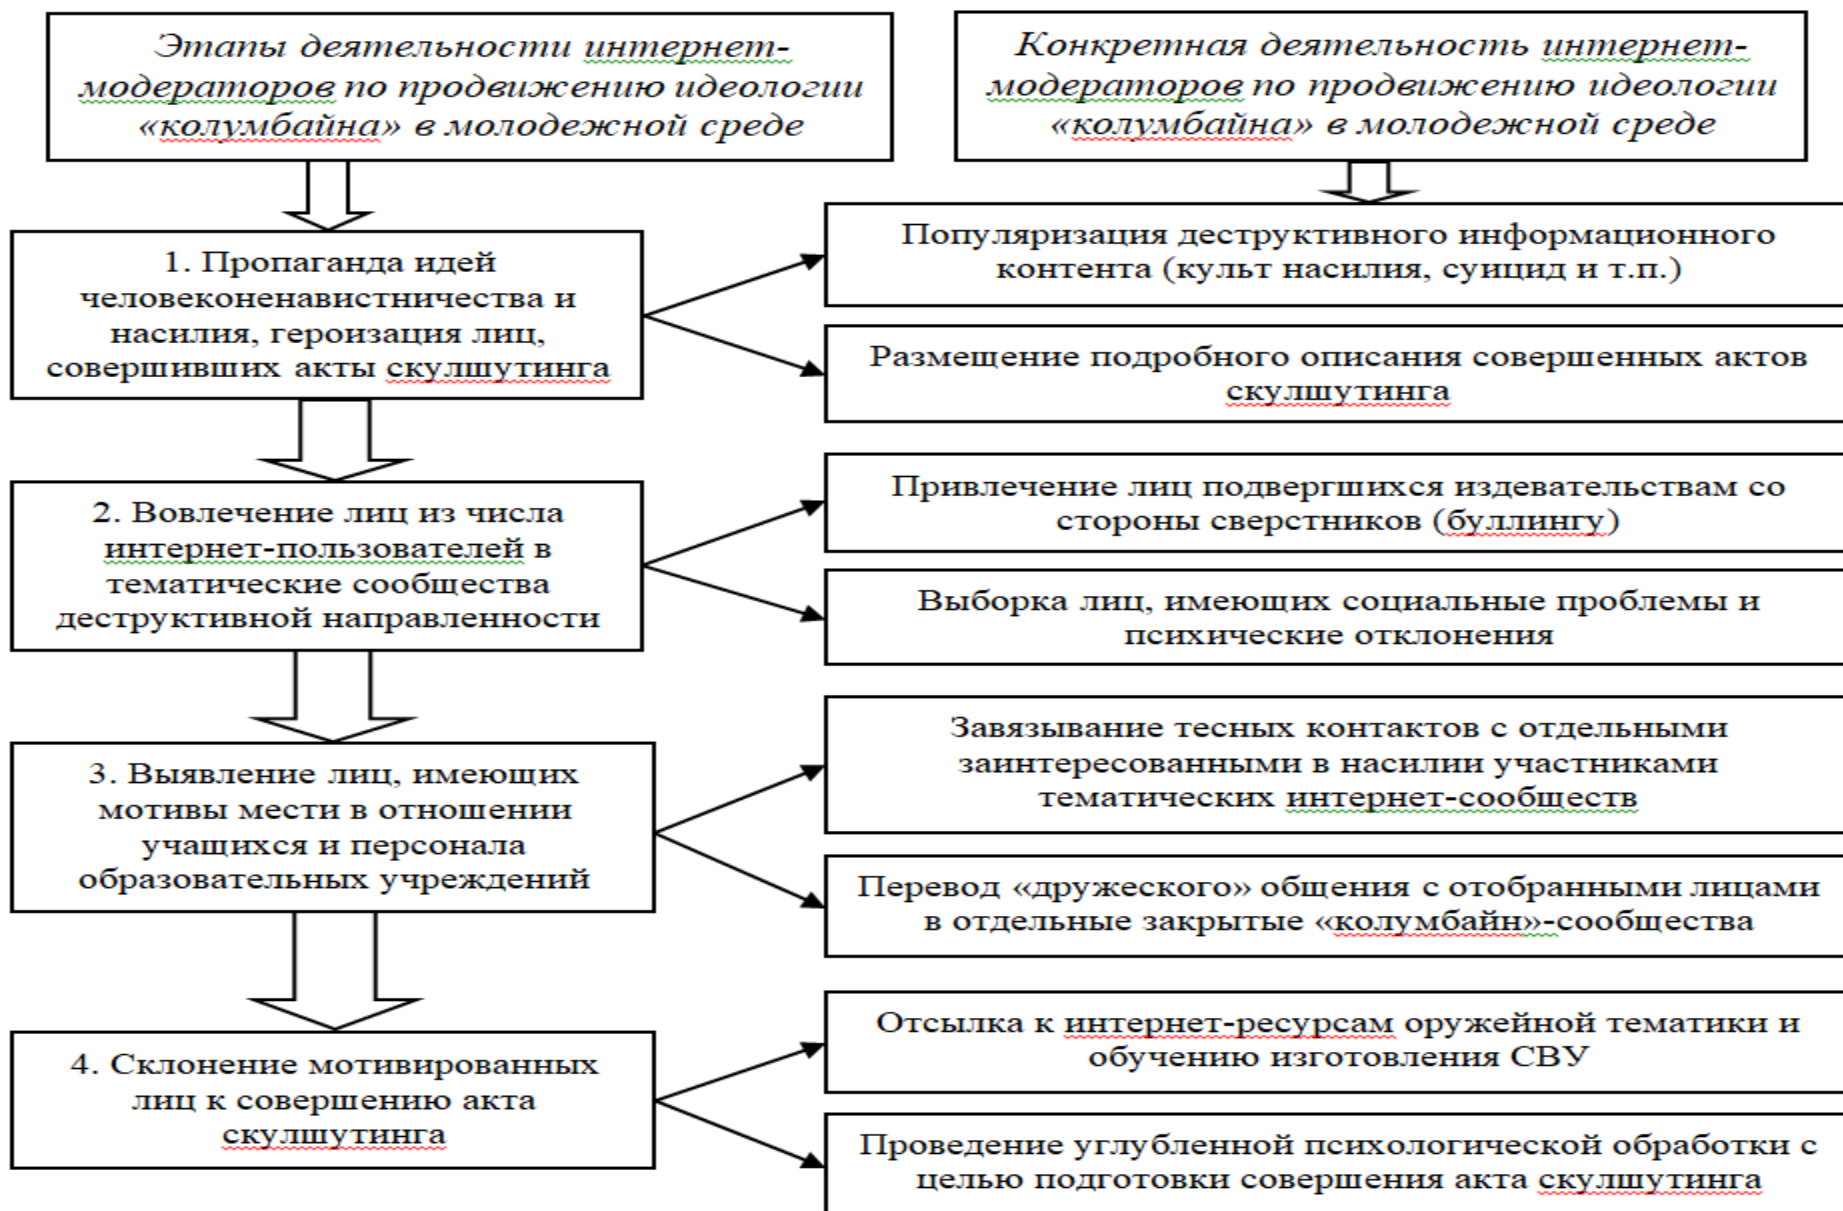 Этапы деятельности интернет-
модераторов по продвижению идеологии
«колумбайна» в молодежной среде
Конкретная деятельность интернет-
модераторов по продвижению идеологии
«колумбайна» в молодежной среде
1. Пропаганда идей
человеконенавистничества и
насилия, героизация лиц,
совершивших акты скулшутинга
Популяризация деструктивного информационного
контента (культ насилия, суицид и т.п.)
Размещение подробного описания совершенных актов
скулшутинга
2. Вовлечение лиц из числа
интернет-пользователей в
тематические сообщества
деструктивной направленности
Привлечение лиц подвергшихся издевательствам со
стороны сверстников (буллингу)
Выборка лиц, имеющих социальные проблемы и
психические отклонения
3. Выявление лиц, имеющих
мотивы мести в отношении
учащихся и персонала
образовательных учреждений
Завязывание тесных контактов с отдельными
заинтересованными в насилии участниками
тематических интернет-сообществ
Перевод «дружеского» общения с отобранными лицами
в отдельные закрытые «колумбайн»-сообщества
4. Склонение мотивированных
лиц к совершению акта
скулшутинга
Отсылка к интернет-ресурсам оружейной тематики и
обучению изготовления СВУ
Проведение углубленной психологической обработки с
целью подготовки совершения акта скулшутинга